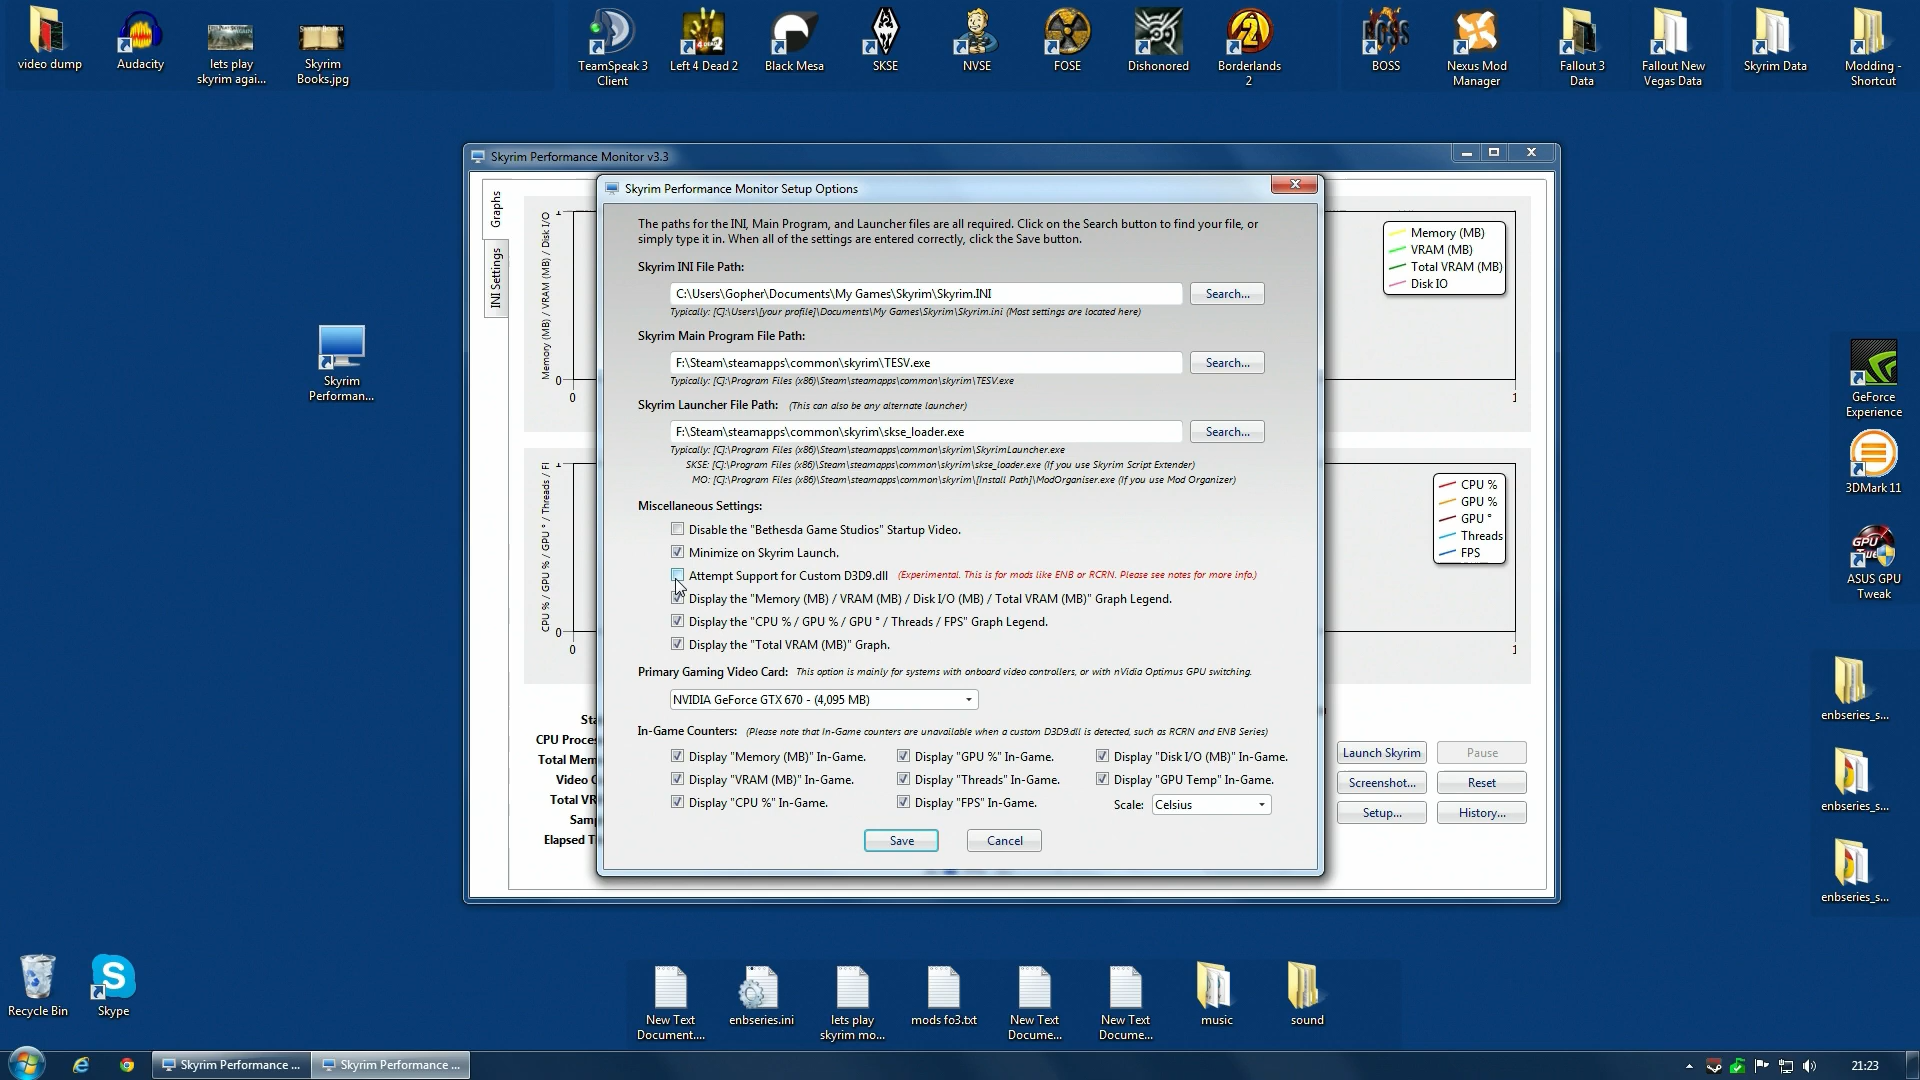 video dump
Audacity
lets play
skyrim agai...
Skyrim
Books.jpg
TeamSpeak 3
Client
Left 4 Dead 2
Black Mesa
SKSE
NVSE
FOSE
Dishonored
Borderlands
2
BOSS
Nexus Mod
Manager
Fallout 3
Data
Fallout New
Vegas Data
Skyrim Data
Modding -
Shortcut
Skyrim Performance Monitor v3.3
Skyrim Performance Monitor Setup Options
Graphs
INI Settings
Memory (MB) / VRAM (MB) / Disk I/O
1
0
0
1
Memory (MB)
VRAM (MB)
Total VRAM (MB)
Disk IO
CPU % / GPU % / GPU ° / Threads / FI
1
0
0
1
CPU %
GPU %
GPU °
Threads
FPS
The paths for the INI, Main Program, and Launcher files are all required. Click on the Search button to find your file, or
simply type it in. When all of the settings are entered correctly, click the Save button.
Skyrim INI File Path:
C:\Users\Gopher\Documents\My Games\Skyrim\Skyrim.INI
Search...
Typically: [C]:\Users\[your profile]\Documents\My Games\Skyrim\Skyrim.ini (Most settings are located here)
Skyrim Main Program File Path:
F:\Steam\steamapps\common\skyrim\TESV.exe
Search...
Typically: [C]:\Program Files (x86)\Steam\steamapps\common\skyrim\TESV.exe
Skyrim Launcher File Path: (This can also be any alternate launcher)
F:\Steam\steamapps\common\skyrim\skse_loader.exe
Search...
Typically: [C]:\Program Files (x86)\Steam\steamapps\common\skyrim\SkyrimLauncher.exe
SKSE: [C]:\Program Files (x86)\Steam\steamapps\common\skyrim\skse_loader.exe (If you use Skyrim Script Extender)
MO: [C]:\Program Files (x86)\Steam\steamapps\common\skyrim\[Install Path]\ModOrganiser.exe (If you use Mod Organizer)
Miscellaneous Settings:
Disable the "Bethesda Game Studios" Startup Video.
Minimize on Skyrim Launch.
Attempt Support for Custom D3D9.dll (Experimental. This is for mods like ENB or RCRN. Please see notes for more info.)
Display the "Memory (MB) / VRAM (MB) / Disk I/O (MB) / Total VRAM (MB)" Graph Legend.
Display the "CPU % / GPU % / GPU ° / Threads / FPS" Graph Legend.
Display the "Total VRAM (MB)" Graph.
Primary Gaming Video Card: This option is mainly for systems with onboard video controllers, or with nVidia Optimus GPU switching.
NVIDIA GeForce GTX 670 - (4,095 MB)
In-Game Counters: (Please note that In-Game counters are unavailable when a custom D3D9.dll is detected, such as RCRN and ENB Series)
Display "Memory (MB)" In-Game.
Display "GPU %" In-Game.
Display "Disk I/O (MB)" In-Game.
Display "VRAM (MB)" In-Game.
Display "Threads" In-Game.
Display "GPU Temp" In-Game.
Display "CPU %" In-Game.
Display "FPS" In-Game.
Scale:
Celsius
Save
Cancel
Sta
CPU Proces
Total Mem
Video C
Total VR
Samp
Elapsed T
Launch Skyrim
Pause
Screenshot...
Reset
Setup...
History...
Skyrim
Performan...
GeForce
Experience
3DMark 11
GPU
Tweak
ASUS GPU
Tweak
enbseries_s...
enbseries_s...
enbseries_s...
Recycle Bin
Skype
New Text
Document....
enbseries.ini
lets play
skyrim mo...
mods fo3.txt
New Text
Docume...
New Text
Docume...
music
sound
Skyrim Performance ...
Skyrim Performance ...
21:23